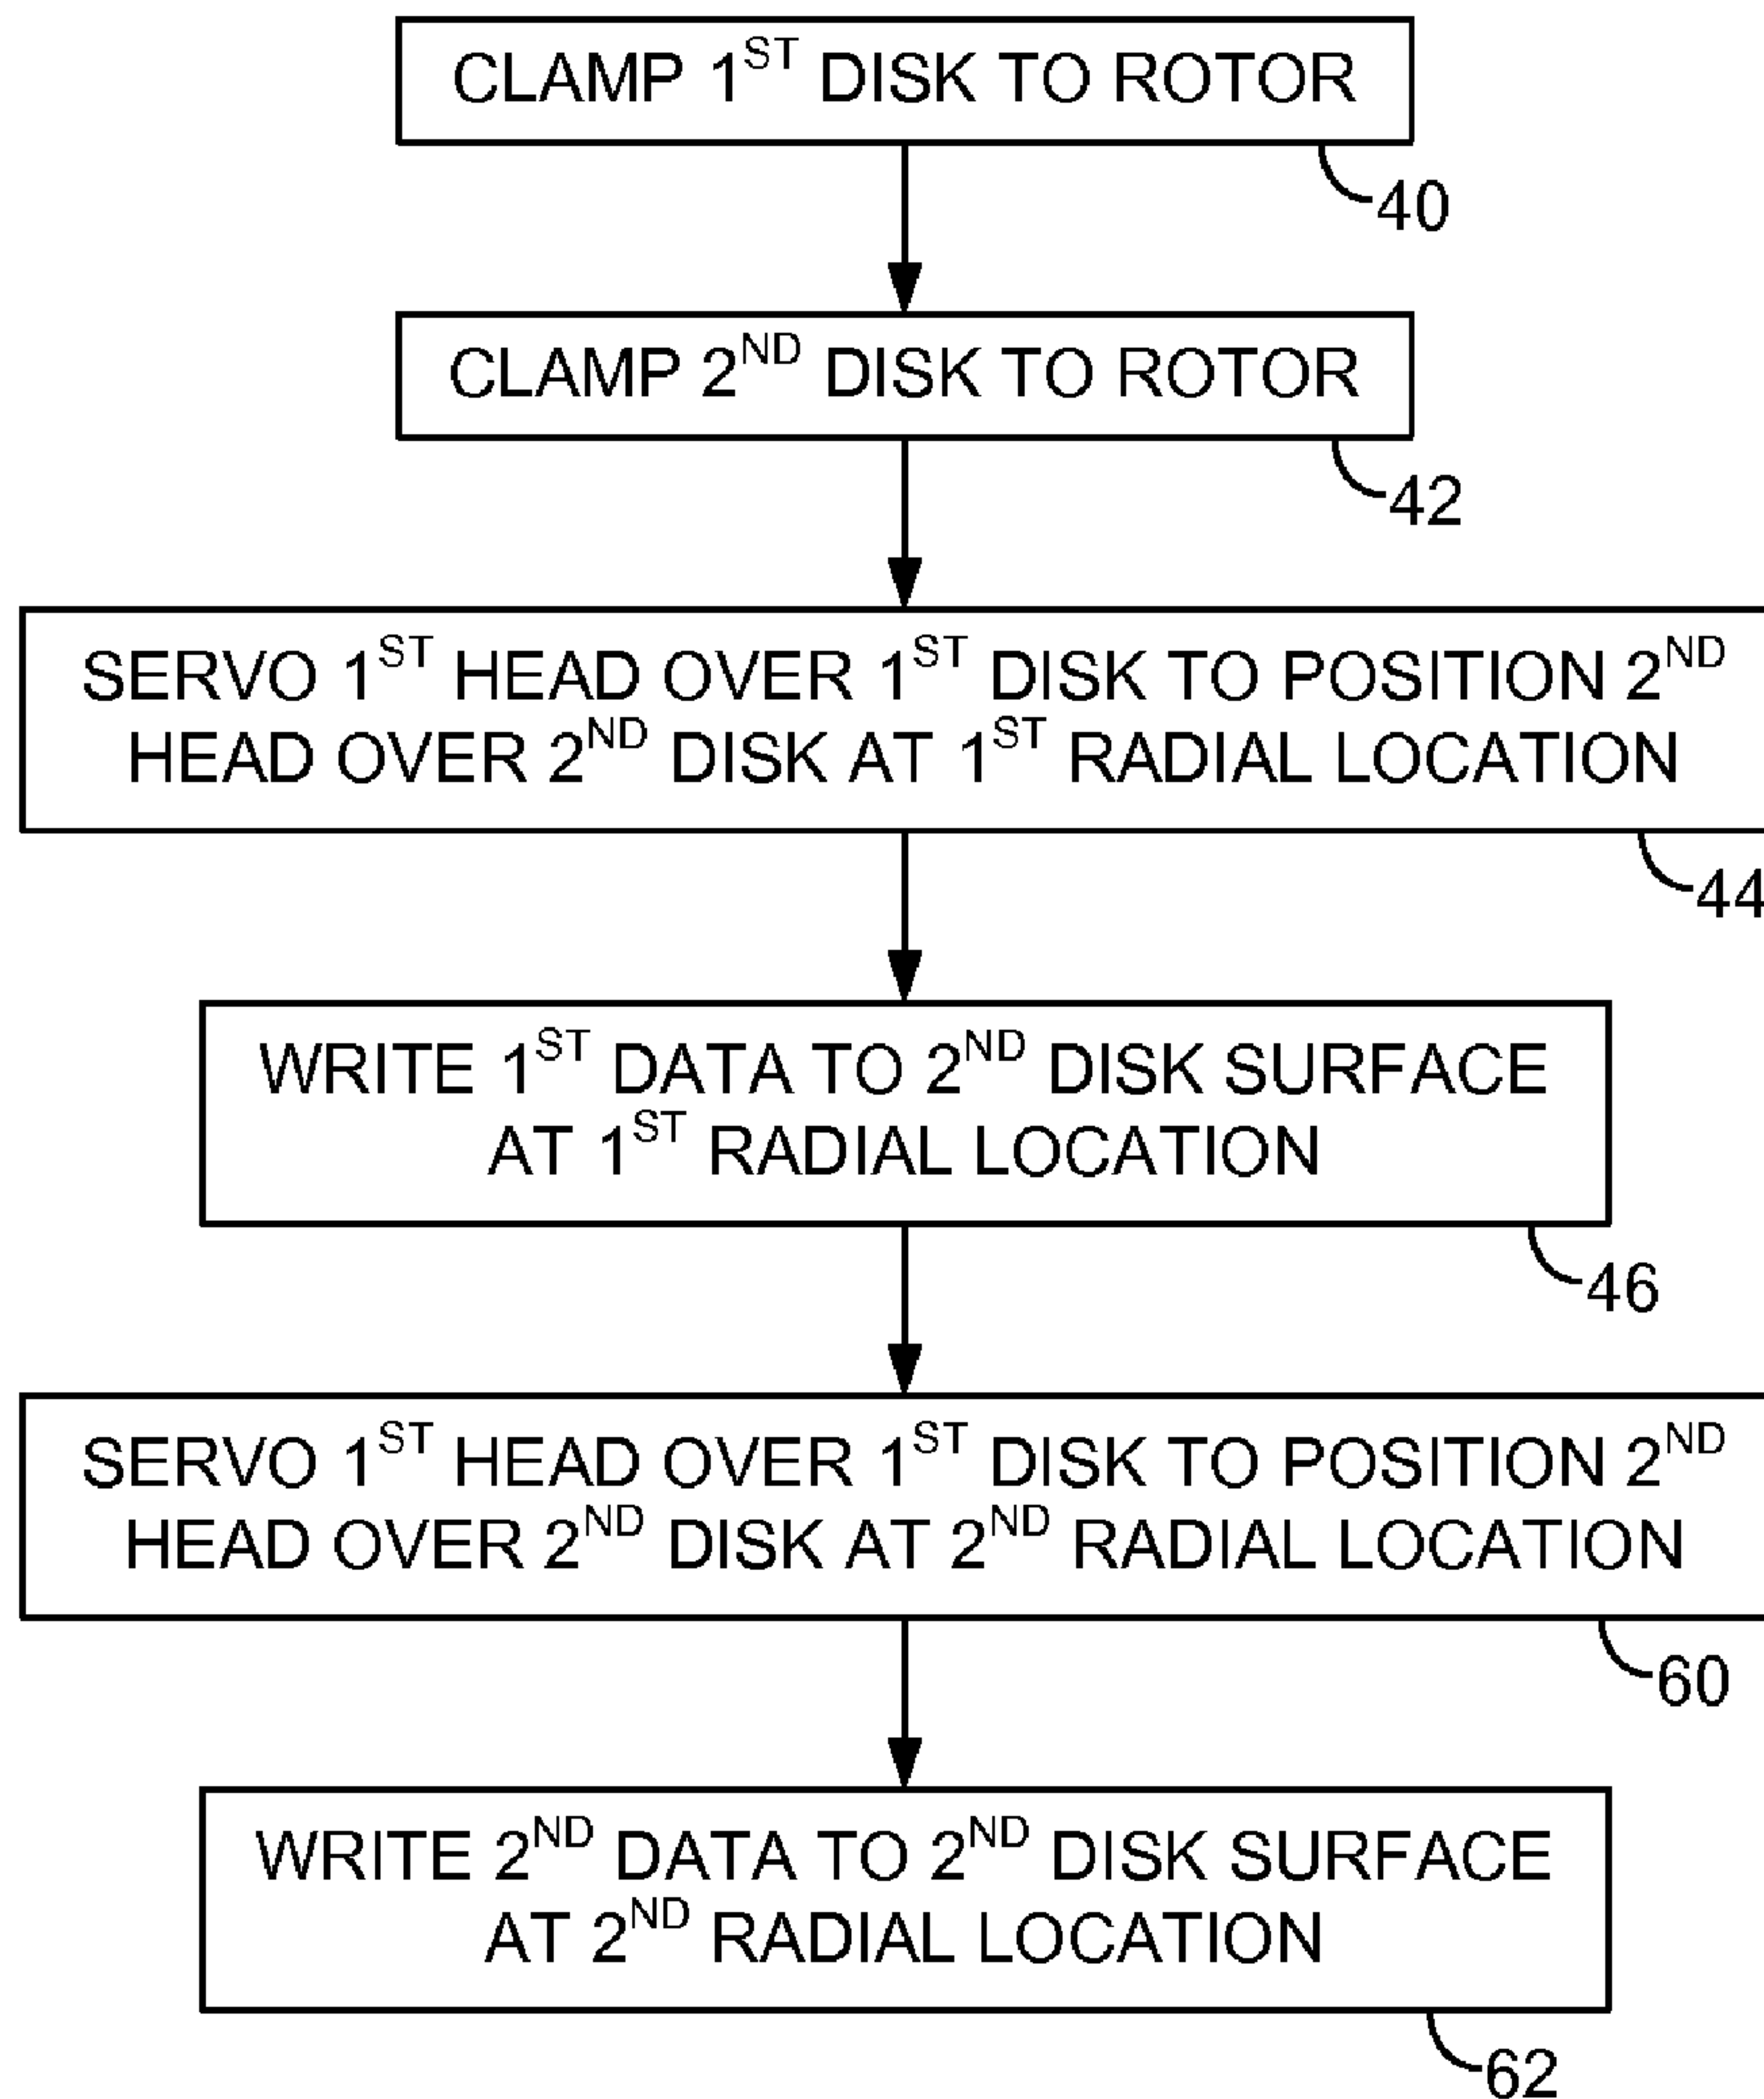 CLAMP 1ST DISK TO ROTOR
40
CLAMP 2ND DISK TO ROTOR
42
SERVO 1ST HEAD OVER 1ST DISK TO POSITION 2ND
HEAD OVER 2ND DISK AT 1ST RADIAL LOCATION
44
WRITE 1ST DATA TO 2ND DISK SURFACE
AT 1ST RADIAL LOCATION
46
SERVO 1ST HEAD OVER 1ST DISK TO POSITION 2ND
HEAD OVER 2ND DISK AT 2ND RADIAL LOCATION
60
WRITE 2ND DATA TO 2ND DISK SURFACE
AT 2ND RADIAL LOCATION
62